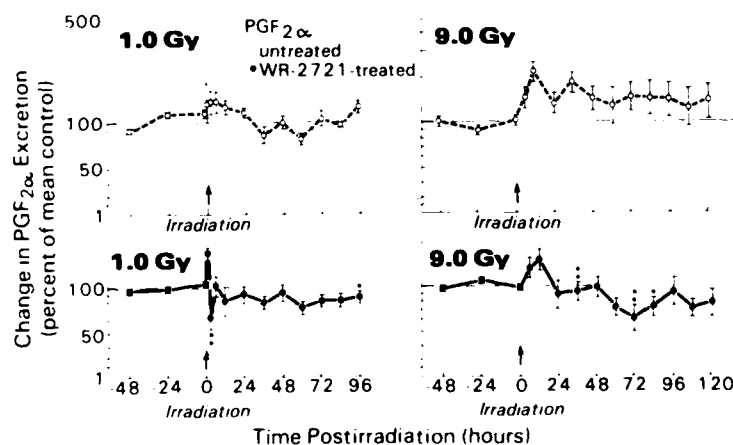 500
100
50
1
1.0 Gy
PGF2α
untreated
•WR-2721-treated
9.0 Gy
Irradiation
Irradiation
Change in PGF2α Excretion
(percent of mean control)
1.0 Gy
9.0 Gy
100
50
1
-48 24 0 24 48 72 96
48 24 0 24 48 72 96 120
Irradiation
Irradiation
Time Postirradiation (hours)